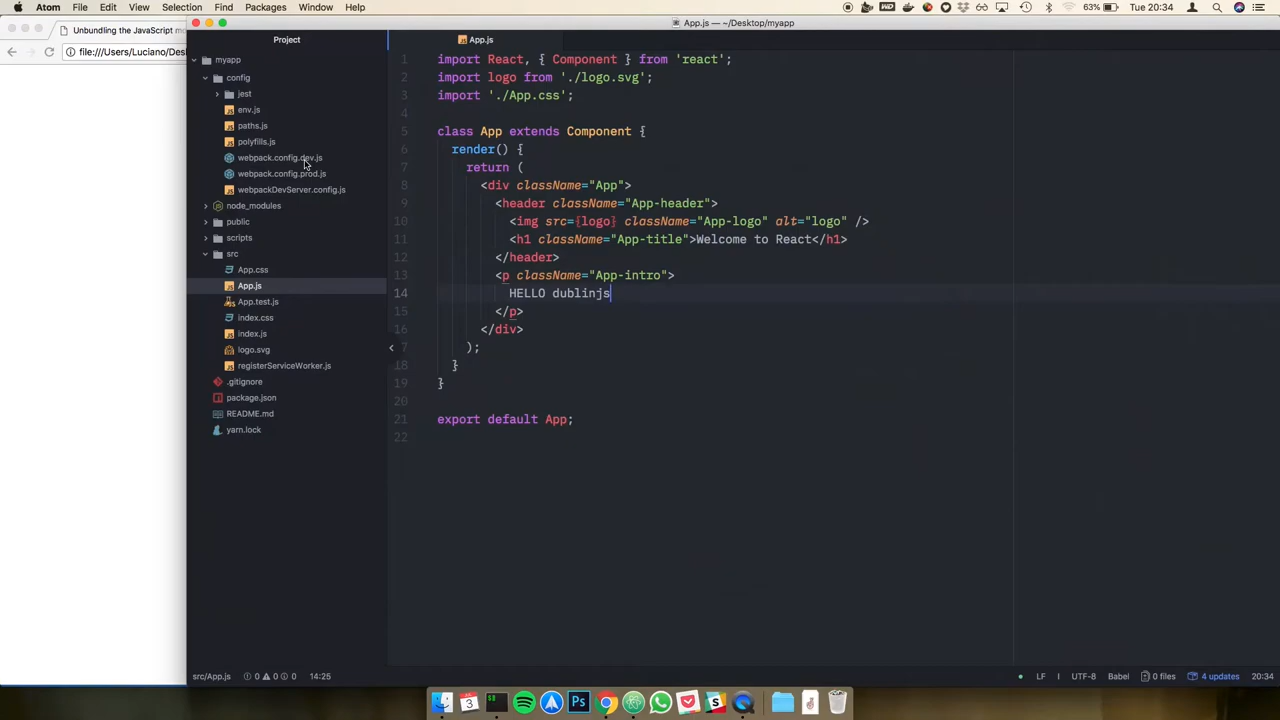 Atom File Edit View Selection Find Packages Window Help
63% Tue 20:34
Unbundling the JavaScript mo
file:///Users/Luciano/Des
App.js — ~/Desktop/myapp
Project
App.js
myapp
config
jest
env.js
paths.js
polyfills.js
webpack.config.dev.js
webpack.config.prod.js
webpackDevServer.config.js
node_modules
public
scripts
src
App.css
App.js
App.test.js
index.css
index.js
logo.svg
registerServiceWorker.js
.gitignore
package.json
README.md
yarn.lock
1 import React, { Component } from 'react';
2 import logo from './logo.svg';
3 import './App.css';
4
5 class App extends Component {
6 render() {
7 return (
8 <div className="App">
9 <header className="App-header">
10 <img src={logo} className="App-logo" alt="logo" />
11 <h1 className="App-title">Welcome to React</h1>
12 </header>
13 <p className="App-intro">
14 HELLO dublinjs
15 </p>
16 </div>
7 );
18 }
19 }
20
21 export default App;
22
src/App.js 0 0 0 14:25
LF UTF-8 Babel 0 files 4 updates 20:34
3
Ps